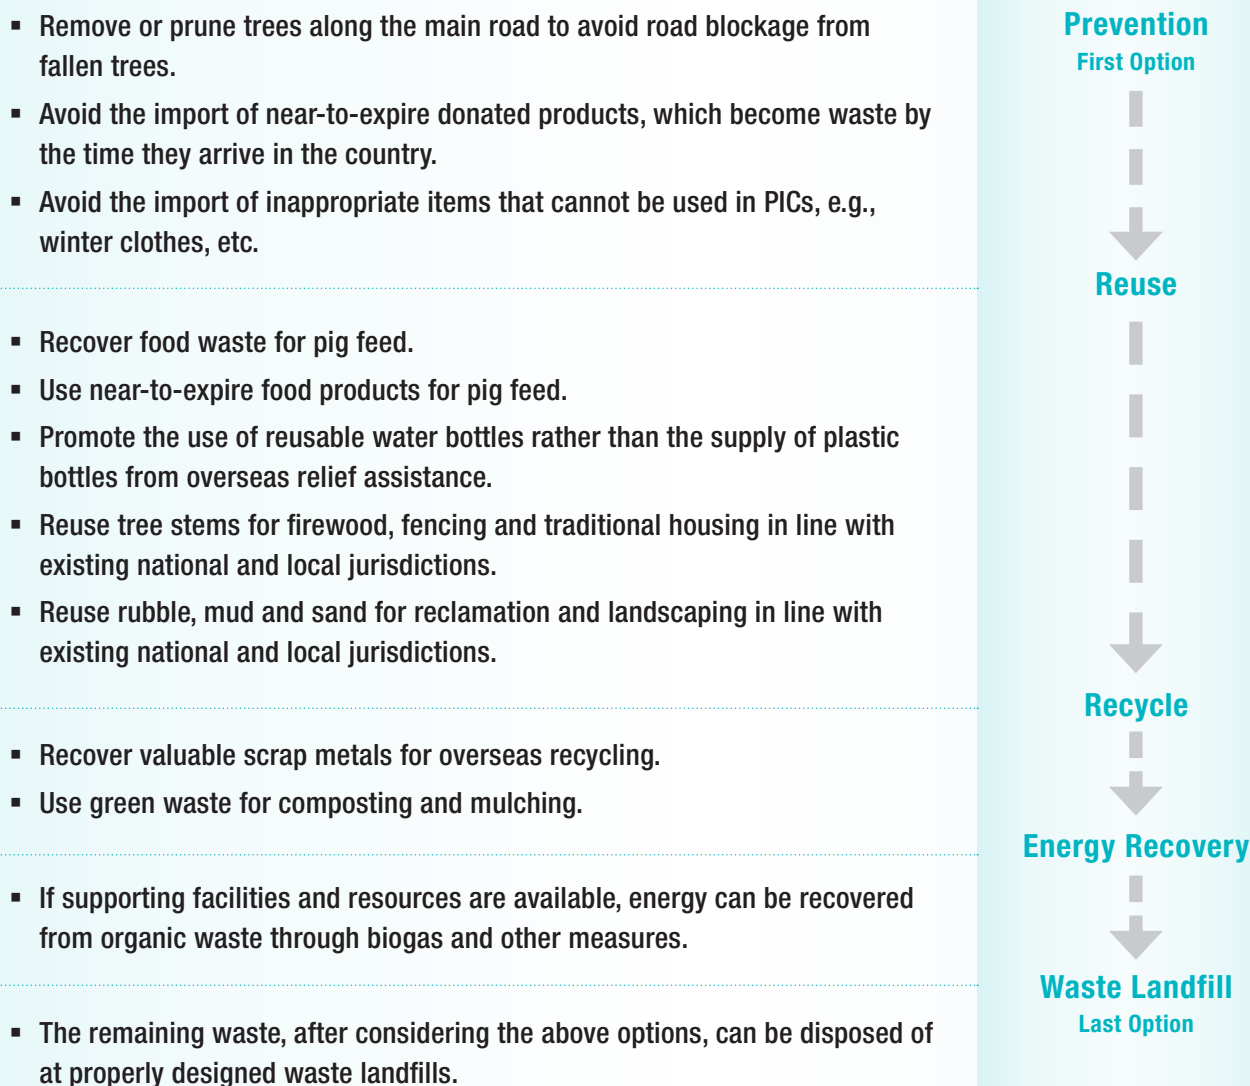 Prevention
First Option
▪ Remove or prune trees along the main road to avoid road blockage from
fallen trees.
▪ Avoid the import of near-to-expire donated products, which become waste by
the time they arrive in the country.
▪ Avoid the import of inappropriate items that cannot be used in PICs, e.g.,
winter clothes, etc.
Reuse
▪ Recover food waste for pig feed.
▪ Use near-to-expire food products for pig feed.
▪ Promote the use of reusable water bottles rather than the supply of plastic
bottles from overseas relief assistance.
▪ Reuse tree stems for firewood, fencing and traditional housing in line with
existing national and local jurisdictions.
▪ Reuse rubble, mud and sand for reclamation and landscaping in line with
existing national and local jurisdictions.
Recycle
▪ Recover valuable scrap metals for overseas recycling.
▪ Use green waste for composting and mulching.
Energy Recovery
▪ If supporting facilities and resources are available, energy can be recovered
from organic waste through biogas and other measures.
Waste Landfill
Last Option
▪ The remaining waste, after considering the above options, can be disposed of
at properly designed waste landfills.